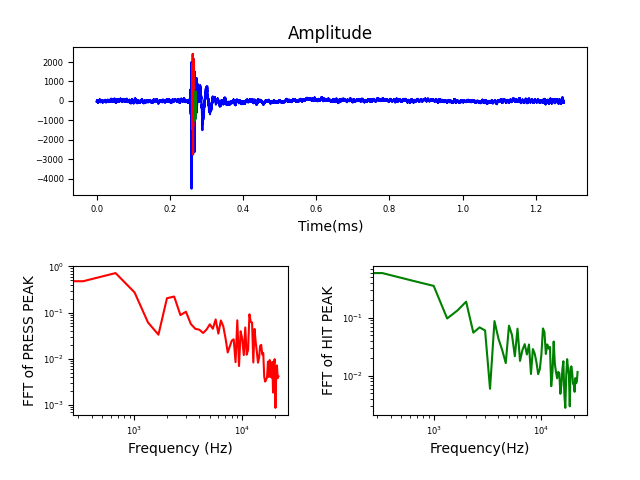 Amplitude
2000
1000
0
−1000
−2000
−3000
−4000
0.0 0.2 0.4 0.6 0.8 1.0 1.2
Time(ms)
FFT of PRESS PEAK
10⁰
10⁻¹
10⁻²
10⁻³
10³ 10⁴
Frequency (Hz)
FFT of HIT PEAK
10⁻¹
10⁻²
10³ 10⁴
Frequency(Hz)